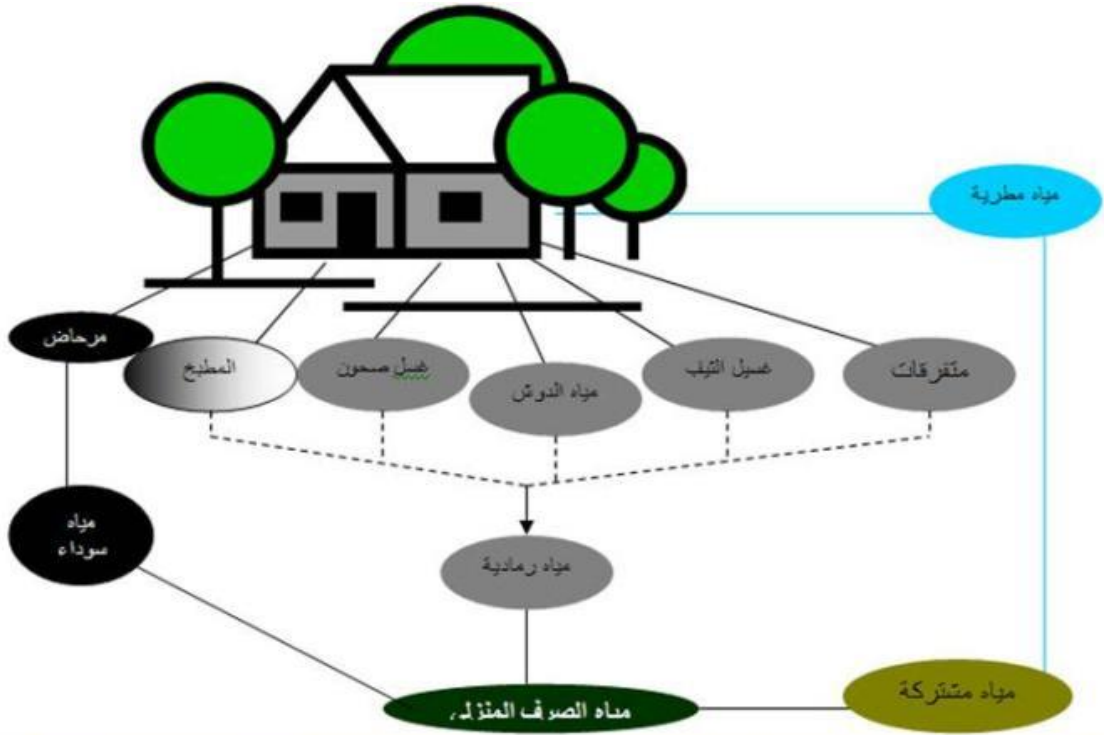 مياه مطرية
مرحاض
المطبخ
غسل صحون
مياه الدوش
غسيل الثياب
متفرقات
مياه
سوداء
مياه رمادية
مياه مشتركة
مياه الصرف المنزلي